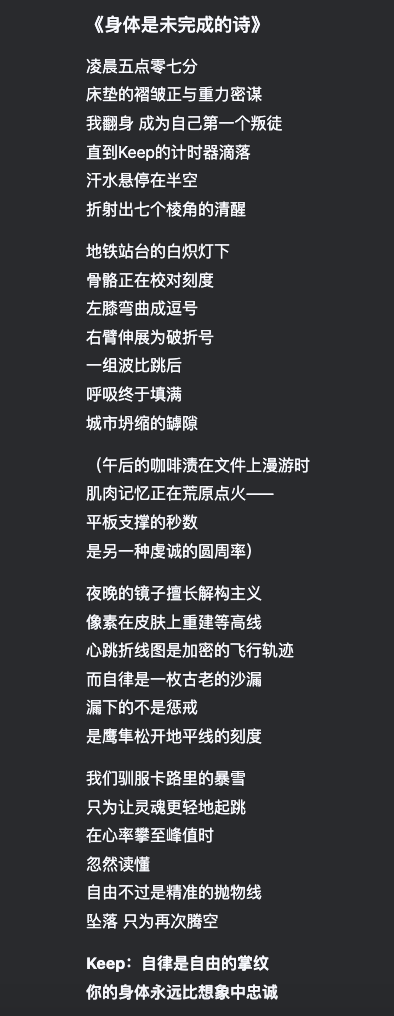 《身体是未完成的诗》
凌晨五点零七分
床垫的褶皱正与重力密谋
我翻身 成为自己第一个叛徒
直到Keep的计时器滴落
汗水悬停在半空
折射出七个棱角的清醒
地铁站台的白炽灯下
骨骼正在校对刻度
左膝弯曲成逗号
右臂伸展为破折号
一组波比跳后
呼吸终于填满
城市坍缩的罅隙
（午后的咖啡渍在文件上漫游时
肌肉记忆正在荒原点火——
平板支撑的秒数
是另一种虔诚的圆周率）
夜晚的镜子擅长解构主义
像素在皮肤上重建等高线
心跳折线图是加密的飞行轨迹
而自律是一枚古老的沙漏
漏下的不是惩戒
是鹰隼松开地平线的刻度
我们驯服卡路里的暴雪
只为让灵魂更轻地起跳
在心率攀至峰值时
忽然读懂
自由不过是精准的抛物线
坠落 只为再次腾空
Keep：自律是自由的掌纹
你的身体永远比想象中忠诚